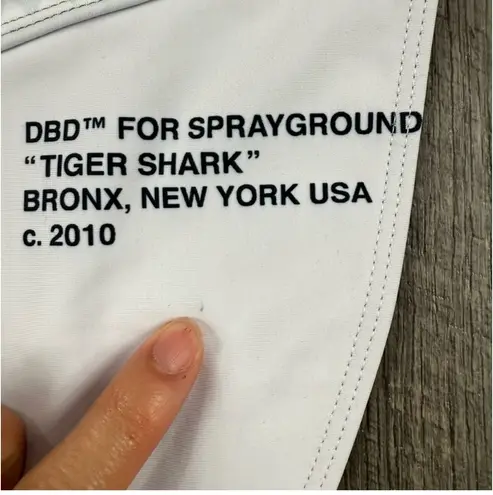 DBD™ FOR SPRAYGROUND
“TIGER SHARK”
BRONX, NEW YORK USA
c. 2010